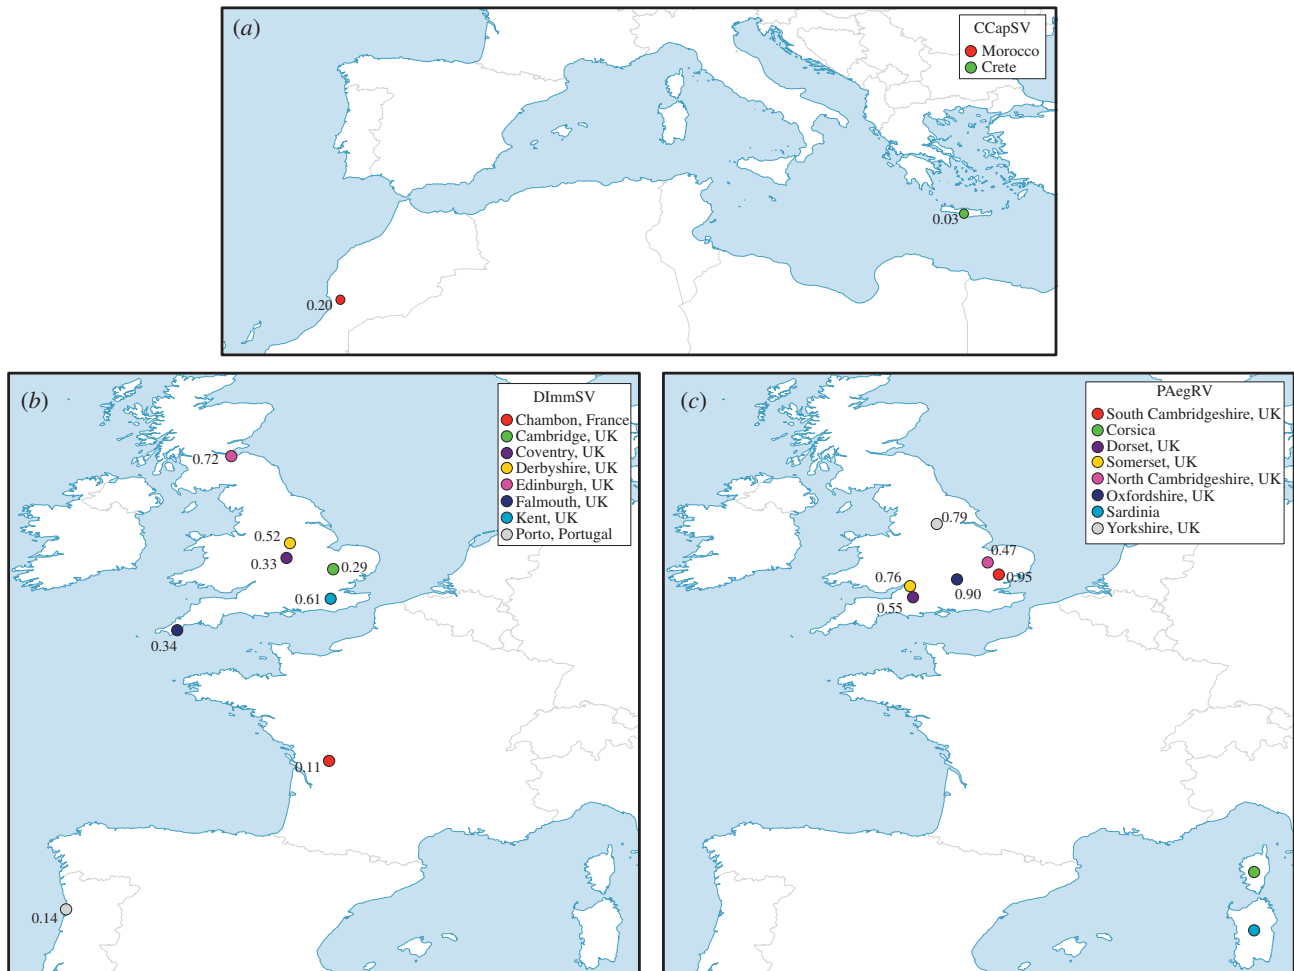 (a)
CCapSV
Morocco
Crete
0.03
0.20
(b)
DImmSV
Chambon, France
Cambridge, UK
Coventry, UK
Derbyshire, UK
Edinburgh, UK
Falmouth, UK
Kent, UK
Porto, Portugal
0.72
0.52
0.33
0.29
0.61
0.34
0.11
0.14
(c)
PAegRV
South Cambridgeshire, UK
Corsica
Dorset, UK
Somerset, UK
North Cambridgeshire, UK
Oxfordshire, UK
Sardinia
Yorkshire, UK
0.79
0.47
0.76
0.95
0.90
0.55